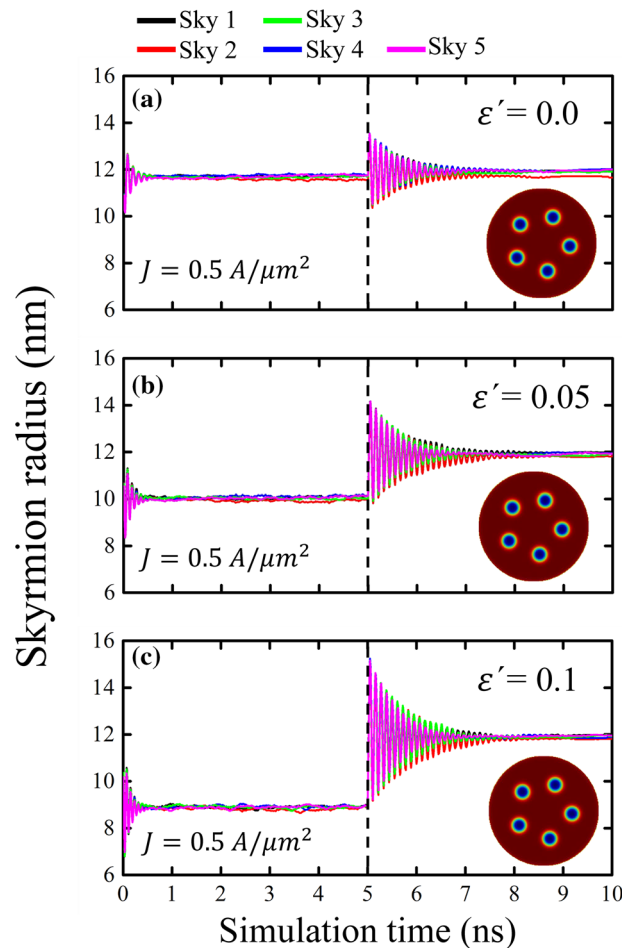 Sky 1 Sky 3
Sky 2 Sky 4 Sky 5
Skyrmion radius (nm)
16
14
12
10
8
6
(a)
ε′= 0.0
J = 0.5 A/μm²
14
12
10
8
6
(b)
ε′= 0.05
J = 0.5 A/μm²
16
14
12
10
8
6
(c)
ε′= 0.1
J = 0.5 A/μm²
0 1 2 3 4 5 6 7 8 9 10
Simulation time (ns)